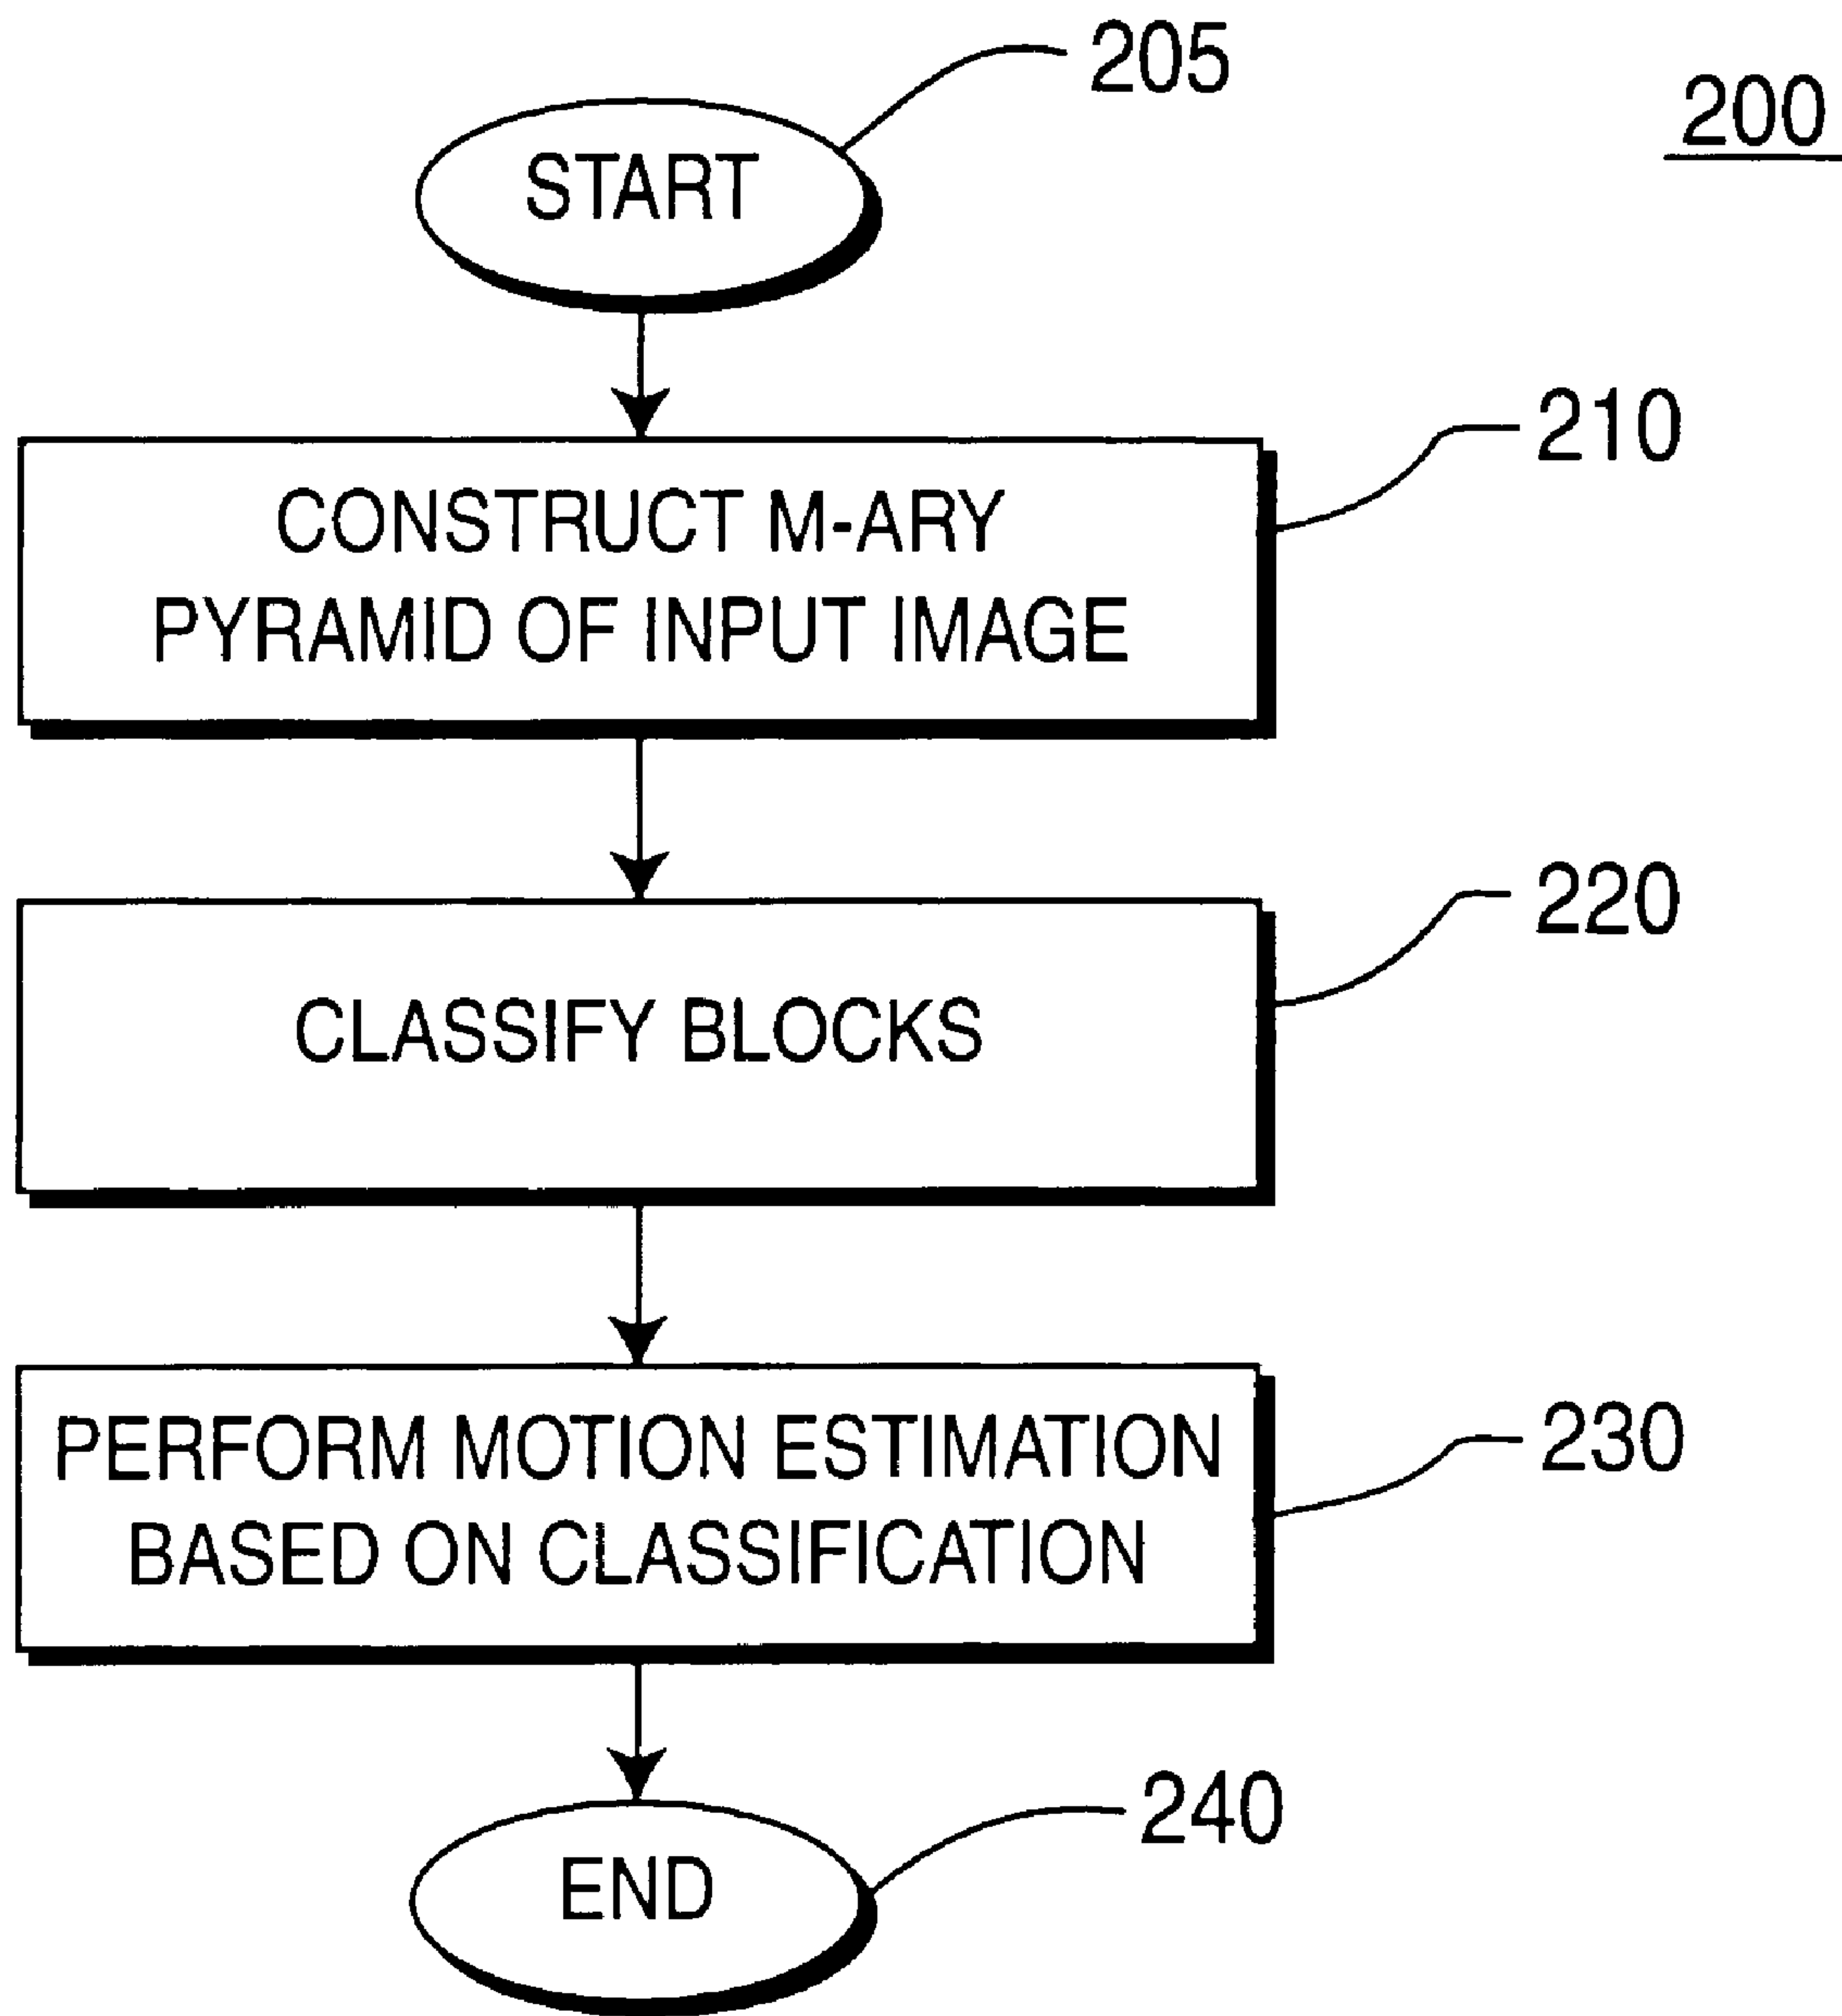 205
200
START
210
CONSTRUCT M-ARY
PYRAMID OF INPUT IMAGE
220
CLASSIFY BLOCKS
230
PERFORM MOTION ESTIMATION
BASED ON CLASSIFICATION
240
END